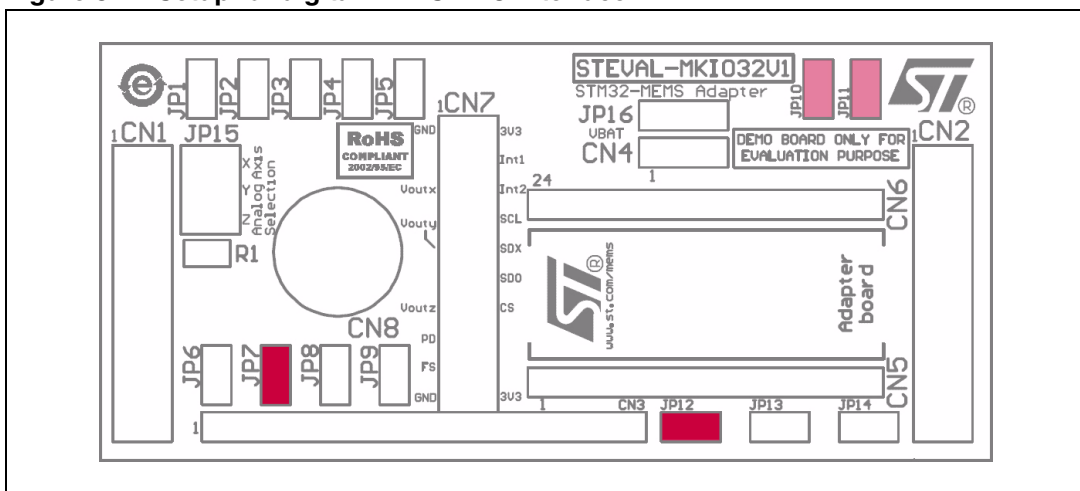 JP1
JP2
JP3
JP4
JP5
1CN7
STEVAL-MKI032V1
STM32-MEMS Adapter
JP10
JP11
ST®
1CN1
JP15
X
Y
Z
Analog Axis
Selection
RoHS
COMPLIANT
2002/95/EC
GND
3V3
Int1
Voutx
Int2
Vouty
SCL
SDX
SDO
Voutz
CS
PD
FS
GND
3V3
JP16
VBAT
CN4
1
DEMO BOARD ONLY FOR
EVALUATION PURPOSE
1CN2
24
CN6
R1
ST®
www.st.com/mems
Adapter
board
CN8
JP6
JP7
JP8
JP9
CN5
1
CN3
JP12
JP13
JP14
1